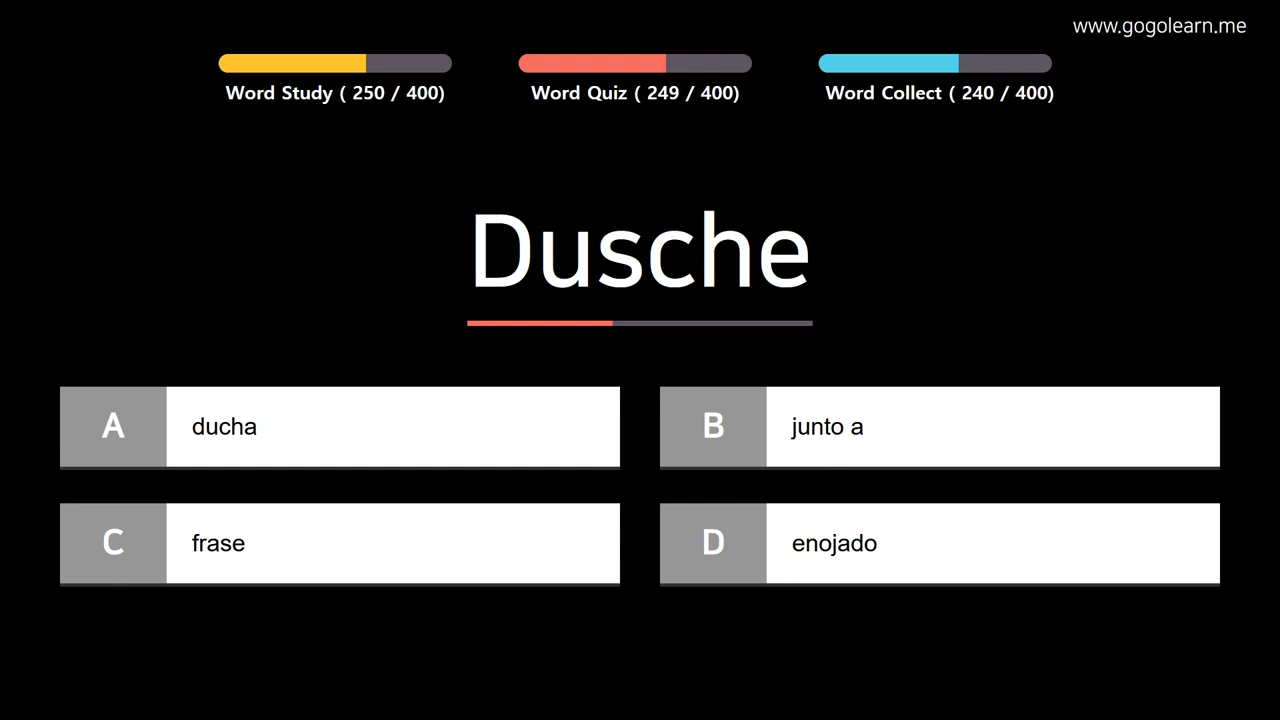 www.gogolearn.me
Word Study ( 250 / 400)
Word Quiz ( 249 / 400)
Word Collect ( 240 / 400)
Dusche
A
ducha
B
junto a
C
frase
D
enojado